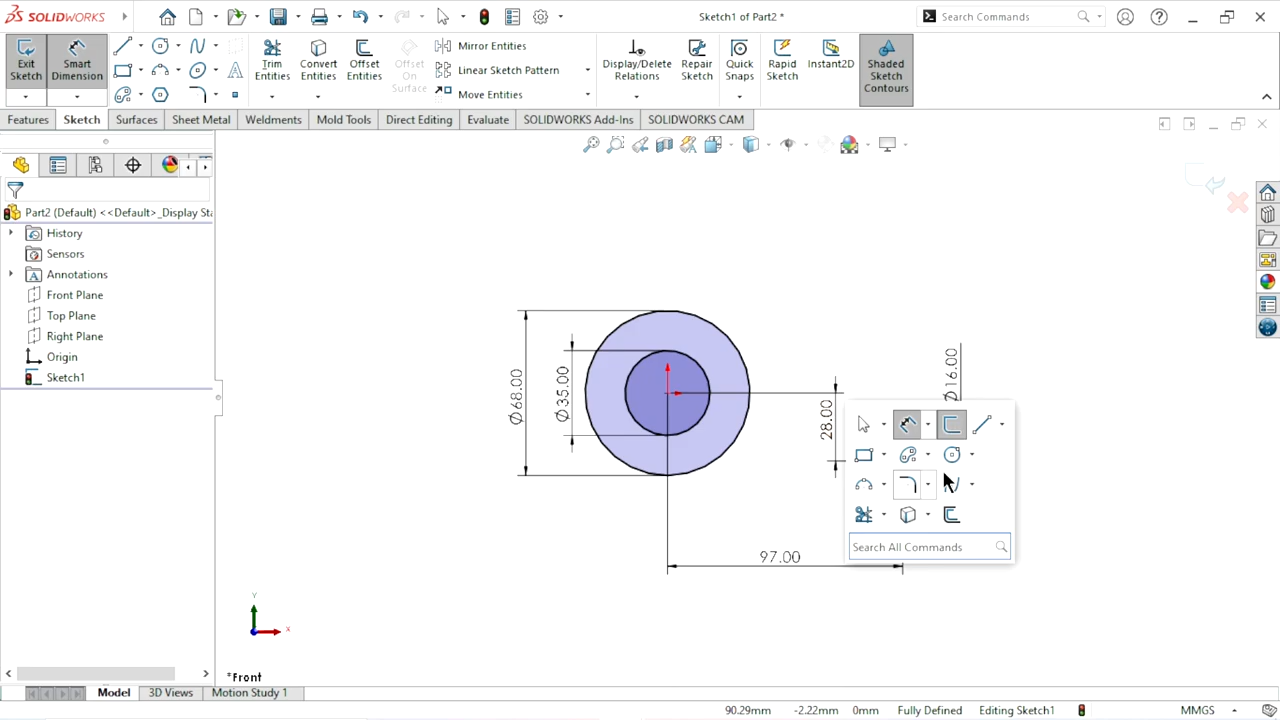 SOLIDWORKS
Sketch1 of Part2 *
Search Commands
Exit Sketch
Smart Dimension
Trim Entities
Convert Entities
Offset Entities
Offset On Surface
Mirror Entities
Linear Sketch Pattern
Move Entities
Display/Delete Relations
Repair Sketch
Quick Snaps
Rapid Sketch
Instant2D
Shaded Sketch Contours
Features
Sketch
Surfaces
Sheet Metal
Weldments
Mold Tools
Direct Editing
Evaluate
SOLIDWORKS Add-Ins
SOLIDWORKS CAM
Part2 (Default) <<Default>_Display Sta
History
Sensors
Annotations
Front Plane
Top Plane
Right Plane
Origin
Sketch1
Ø68.00
Ø35.00
28.00
Ø16.00
97.00
Search All Commands
Y
X
*Front
Model
3D Views
Motion Study 1
90.29mm
-2.22mm
0mm
Fully Defined
Editing Sketch1
MMGS